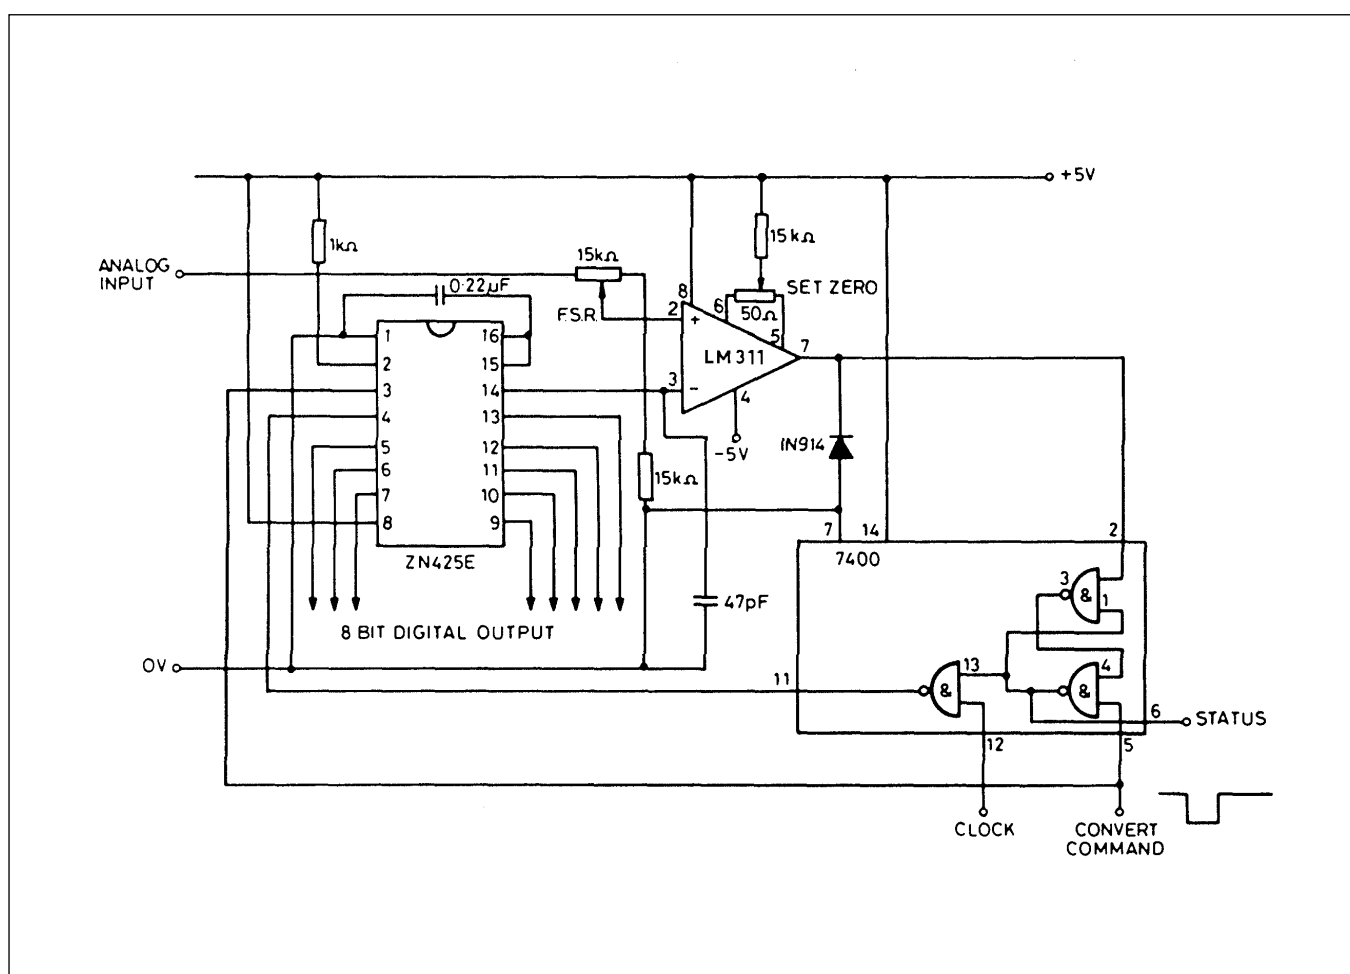 +5V
1kΩ
15kΩ
15kΩ
ANALOG
INPUT
0·22µF
SET ZERO
50Ω
F.S.R.
8
6
5
2
+
7
LM311
3
-
4
-5V
1
16
2
15
3
14
4
13
5
12
6
11
7
10
8
9
ZN425E
IN914
15kΩ
7
14
2
7400
3
&
1
47pF
8 BIT DIGITAL OUTPUT
OV
11
13
4
&
&
6
STATUS
12
5
CLOCK
CONVERT
COMMAND